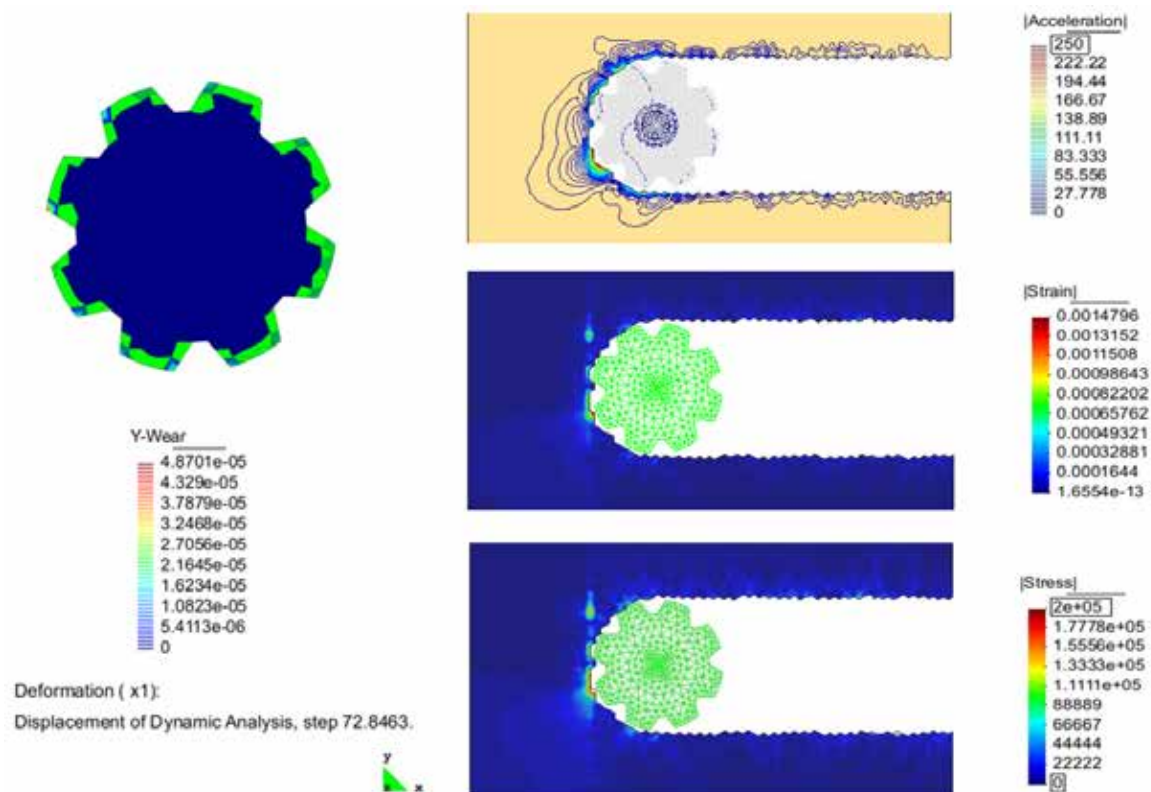 |Acceleration|
250
222.22
194.44
166.67
138.89
111.11
83.333
55.556
27.778
0
|Strain|
0.0014796
0.0013152
0.0011508
0.00098643
0.00082202
0.00065762
0.00049321
0.00032881
0.0001644
1.6554e-13
Y-Wear
4.8701e-05
4.329e-05
3.7879e-05
3.2468e-05
2.7056e-05
2.1645e-05
1.6234e-05
1.0823e-05
5.4113e-06
0
|Stress|
2e+05
1.7778e+05
1.5556e+05
1.3333e+05
1.1111e+05
88889
66667
44444
22222
0
Deformation ( x1):
Displacement of Dynamic Analysis, step 72.8463.
y
z x